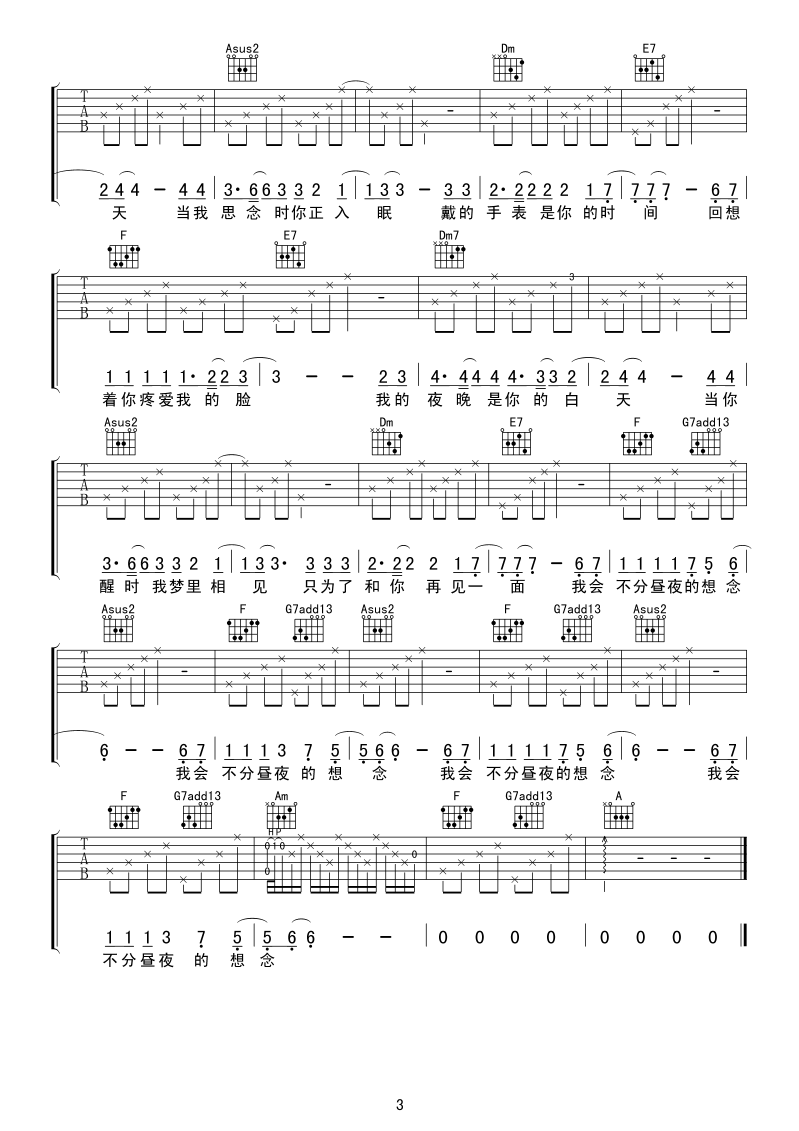 Asus2 Dm E7
T A B
2 4 4 — 4 4 | 3· 6 6 3 3 2 1 | 1 3 3 — 3 3 | 2· 2 2 2 2 1 7 | 7 7 7 — 6 7 |
天 当我 思念 时你正入 眠 戴的 手表 是你 的时 间 回想
F E7 Dm7
T A B 3
1 1 1 1 1· 2 2 3 | 3 — — 2 3 | 4· 4 4 4 4· 3 3 2 | 2 4 4 — 4 4 |
着你疼爱我 的 脸 我的 夜 晚 是你 的 白 天 当你
Asus2 Dm E7 F G7add13
T A B
3· 6 6 3 3 2 1 | 1 3 3· 3 3 3 | 2· 2 2 2 1 7 | 7 7 7 — 6 7 | 1 1 1 1 7 5 6 |
醒 时 我梦里 相 见 只为了 和你 再 见一 面 我会 不分昼夜的想 念
Asus2 F G7add13 Asus2 F G7add13 Asus2
T A B
6 — — 6 7 | 1 1 1 3 7 5 | 5 6 6 — 6 7 | 1 1 1 1 7 5 6 | 6 — — 6 7 |
我会 不分昼夜 的 想 念 我会 不分昼夜的想 念 我会
F G7add13 Am F G7add13 A
H P
T A B 0 1 0 0 0
1 1 1 3 7 5 | 5 6 6 — — | 0 0 0 0 | 0 0 0 0
不分昼夜 的 想 念
3